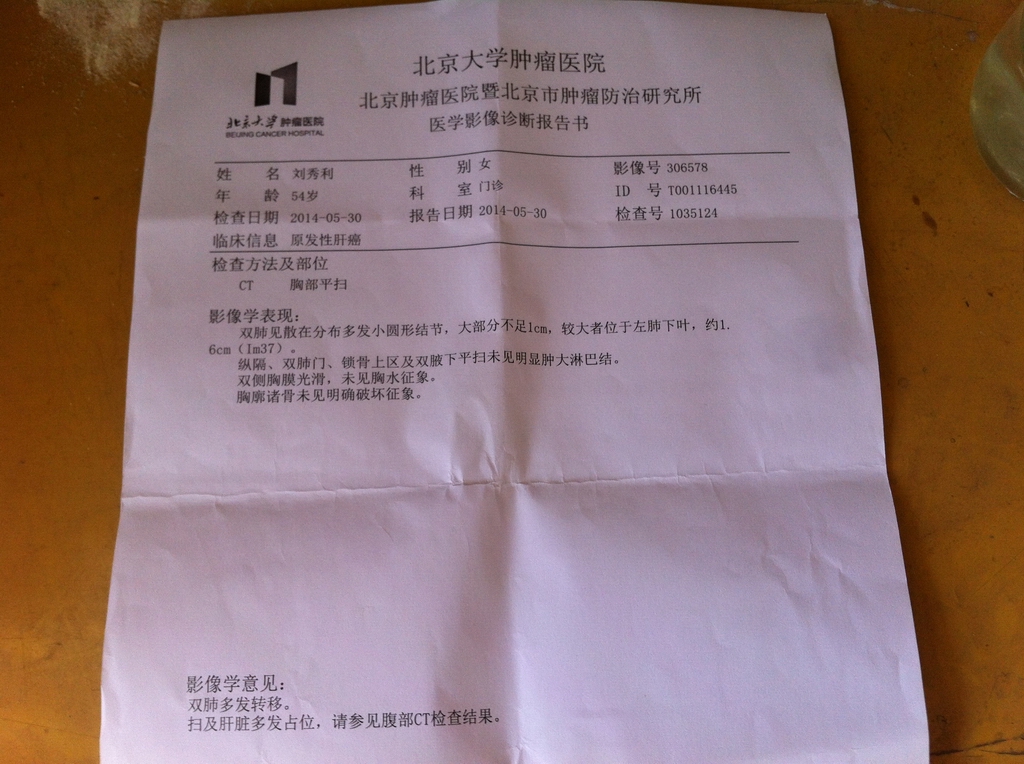 北京大学肿瘤医院
北京肿瘤医院暨北京市肿瘤防治研究所
医学影像诊断报告书
北京大学肿瘤医院
BEIJING CANCER HOSPITAL
姓 名 刘秀利 性 别 女 影像号 306578
年 龄 54岁 科 室 门诊 ID 号 T001116445
检查日期 2014-05-30 报告日期 2014-05-30 检查号 1035124
临床信息 原发性肝癌
检查方法及部位
CT 胸部平扫
影像学表现:
双肺见散在分布多发小圆形结节，大部分不足1cm，较大者位于左肺下叶，约1.
6cm（Im37）。
纵隔、双肺门、锁骨上区及双腋下平扫未见明显肿大淋巴结。
双侧胸膜光滑，未见胸水征象。
胸廓诸骨未见明确破坏征象。
影像学意见:
双肺多发转移。
扫及肝脏多发占位，请参见腹部CT检查结果。